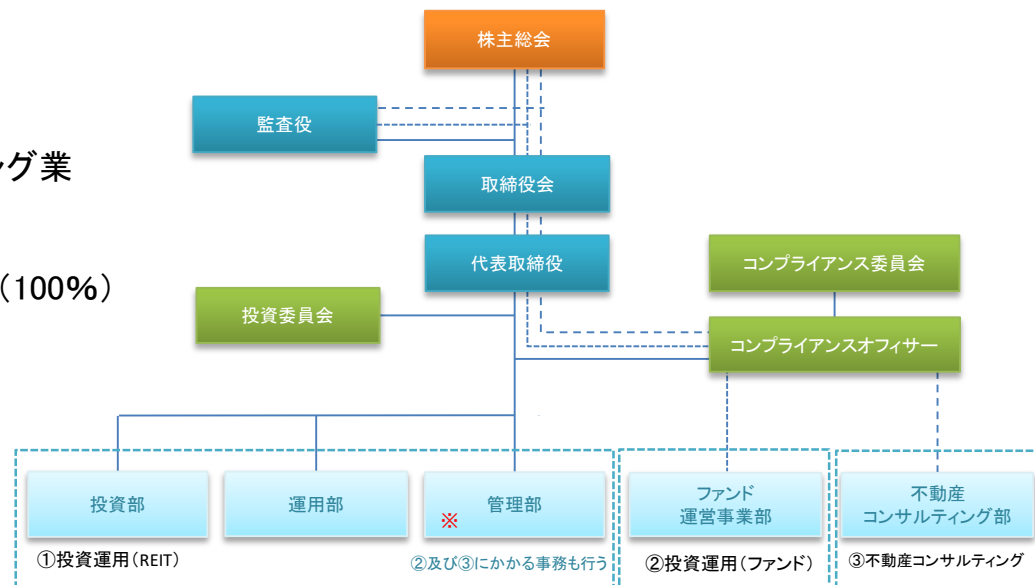 株主総会
監査役
ング業
取締役会
代表取締役
コンプライアンス委員会
(100%)
投資委員会
コンプライアンスオフィサー
投資部
運用部
※
管理部
ファンド
運営事業部
不動産
コンサルティング部
①投資運用(REIT)
②及び③にかかる事務も行う
②投資運用(ファンド)
③不動産コンサルティング